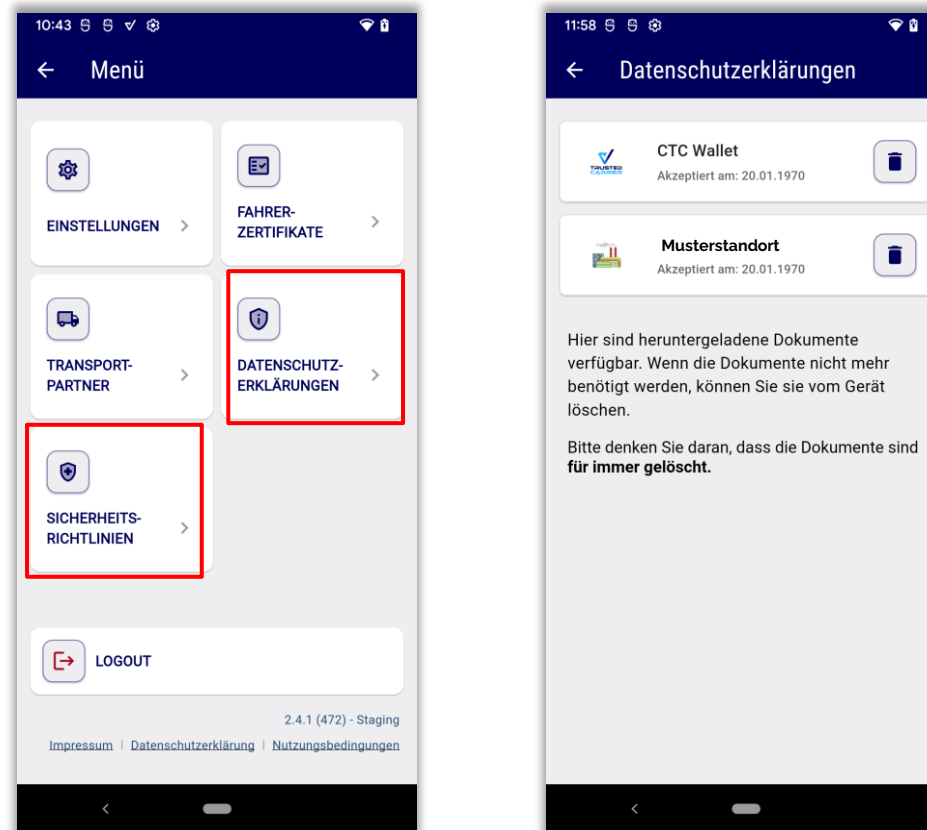 10:43
Menü
EINSTELLUNGEN
FAHRER-
ZERTIFIKATE
TRANSPORT-
PARTNER
DATENSCHUTZ-
ERKLÄRUNGEN
SICHERHEITS-
RICHTLINIEN
LOGOUT
2.4.1 (472) - Staging
Impressum | Datenschutzerklärung | Nutzungsbedingungen
11:58
Datenschutzerklärungen
TRUSTED
CARRIER
CTC Wallet
Akzeptiert am: 20.01.1970
Musterstandort
Akzeptiert am: 20.01.1970
Hier sind heruntergeladene Dokumente
verfügbar. Wenn die Dokumente nicht mehr
benötigt werden, können Sie sie vom Gerät
löschen.
Bitte denken Sie daran, dass die Dokumente sind
für immer gelöscht.